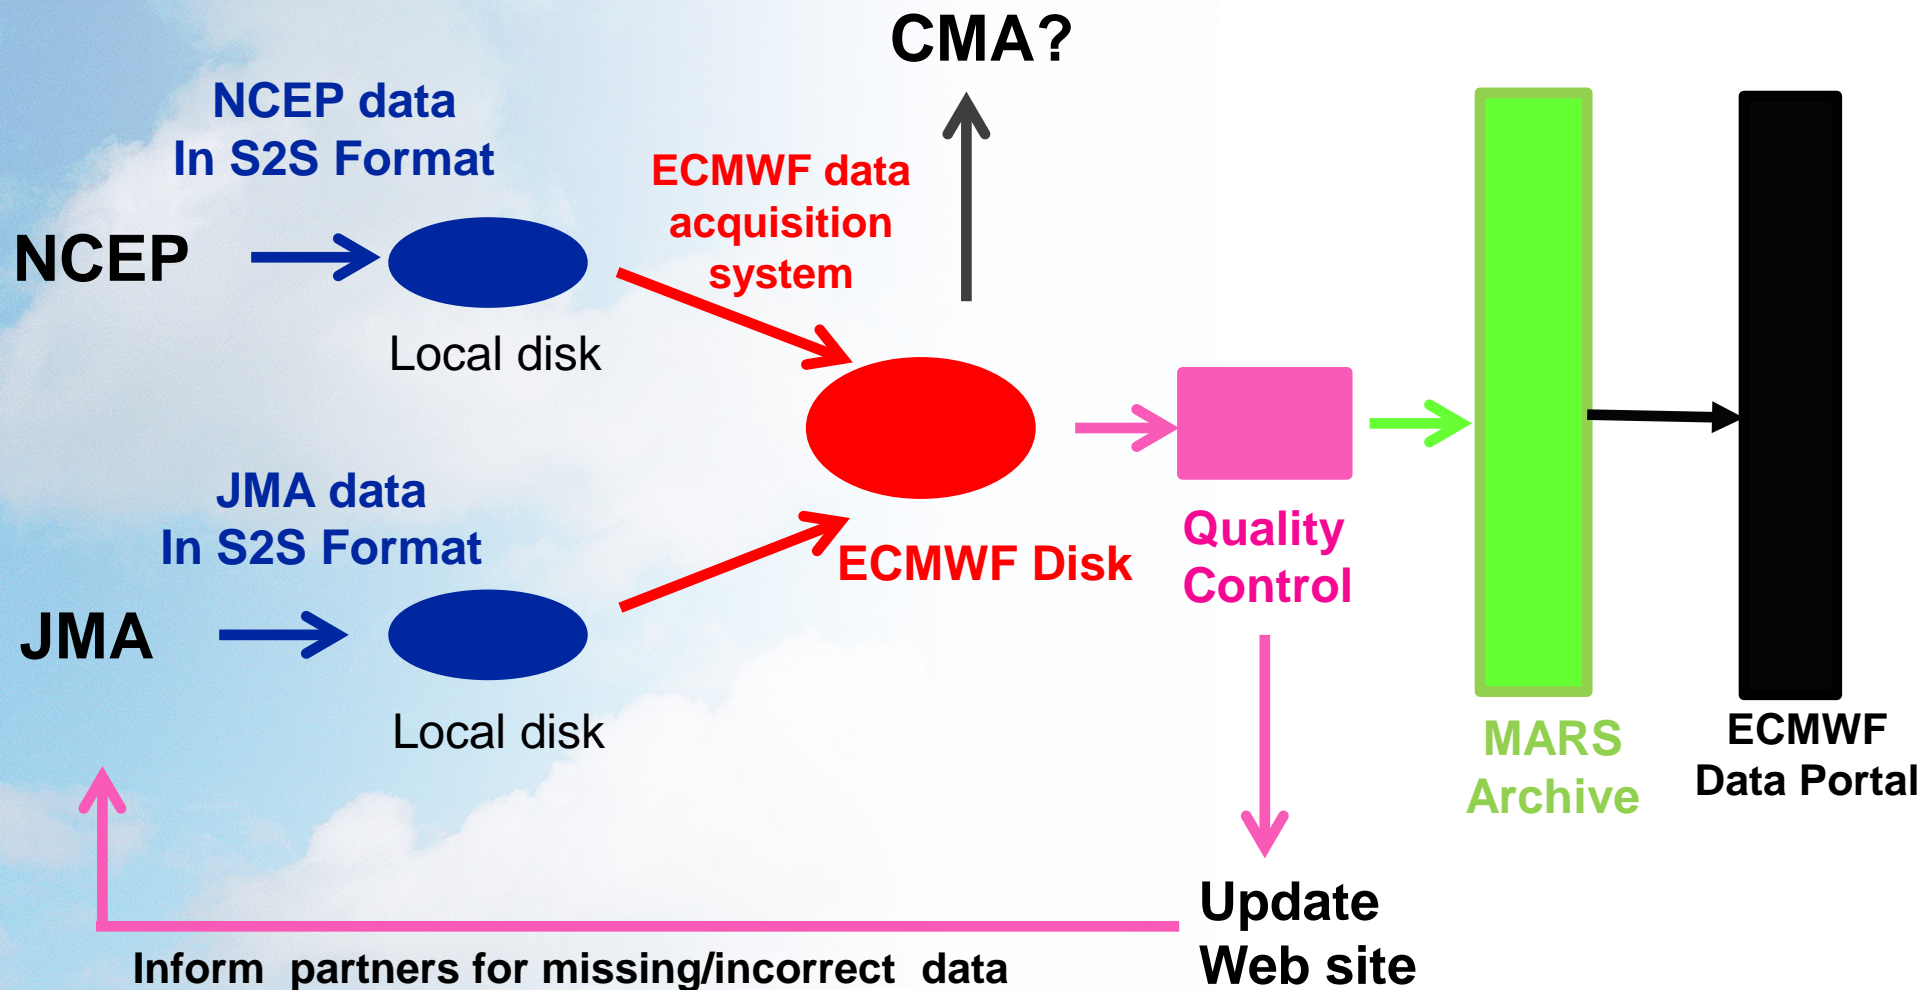 CMA?
NCEP data
In S2S Format
ECMWF data
acquisition
system
NCEP
Local disk
JMA data
In S2S Format
ECMWF Disk
Quality
Control
JMA
Local disk
MARS
Archive
ECMWF
Data Portal
Update
Web site
Inform partners for missing/incorrect data